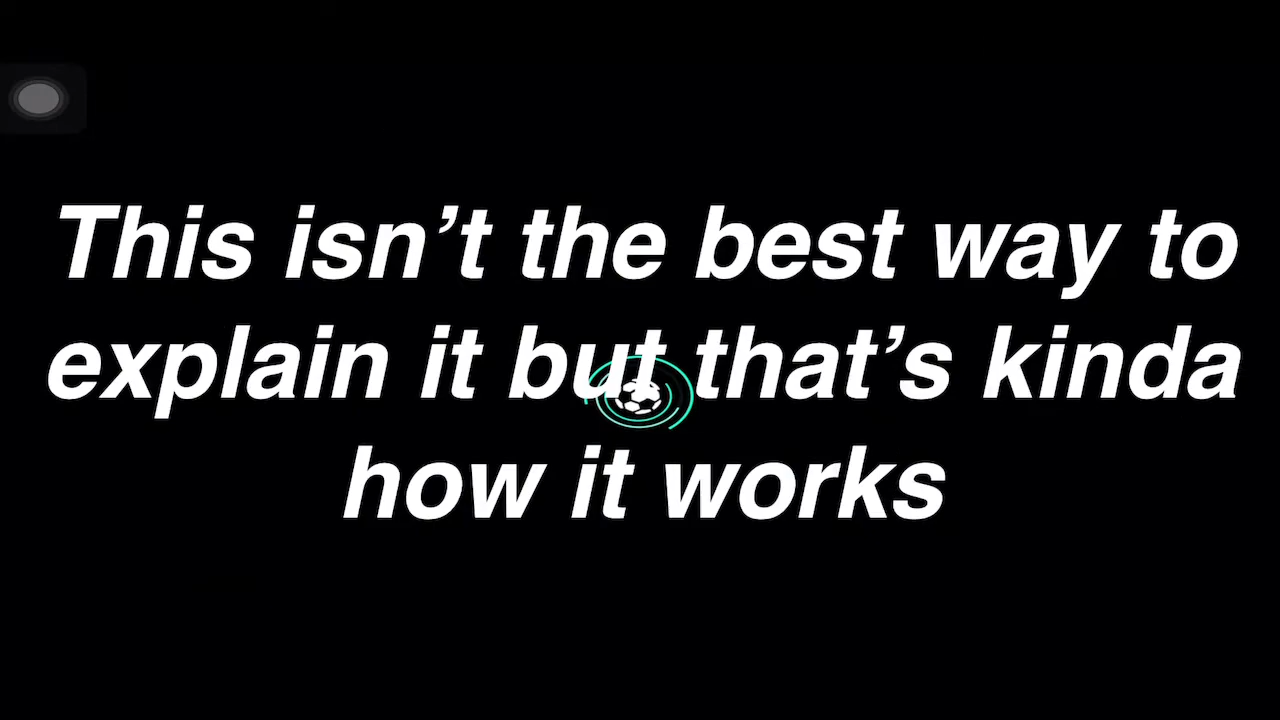 This isn’t the best way to
explain it but that’s kinda
how it works